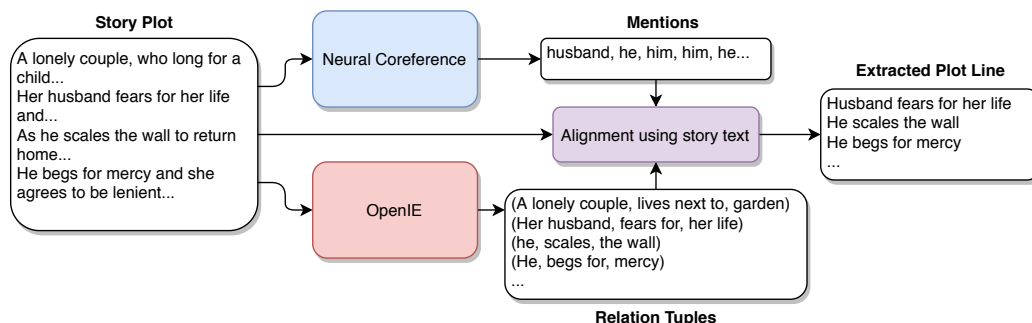 Story Plot
A lonely couple, who long for a
child...
Her husband fears for her life
and...
As he scales the wall to return
home...
He begs for mercy and she
agrees to be lenient...
Neural Coreference
OpenIE
Mentions
husband, he, him, him, he...
Alignment using story text
(A lonely couple, lives next to, garden)
(Her husband, fears for, her life)
(he, scales, the wall)
(He, begs for, mercy)
...
Relation Tuples
Extracted Plot Line
Husband fears for her life
He scales the wall
He begs for mercy
...